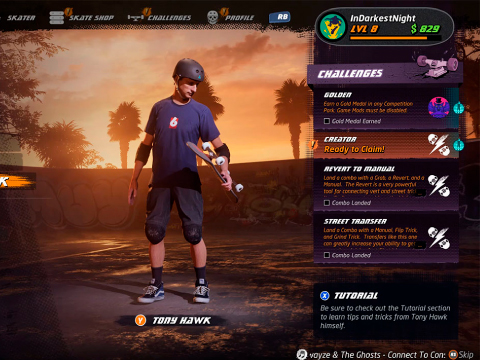 SKATER
SKATE SHOP
CHALLENGES
PROFILE
RB
InDarkestNight
LVL 8
$ 829
CHALLENGES
GOLDEN
Earn a Gold Medal in any Competition
Park. Game Mods must be disabled.
Gold Medal Earned
CREATOR
Ready to Claim!
REVERT TO MANUAL
Land a combo with a Grab, a Revert, and a
Manual. The Revert is a very powerful
tool for connecting vert and street tri
Combo Landed
STREET TRANSFER
Land a Combo with a Manual, Flip Trick,
and Grind Trick. Transfers like this one
can greatly increase your ability to g
Combo Landed
X TUTORIAL
Be sure to check out the Tutorial section
to learn tips and tricks from Tony Hawk
himself.
Y TONY HAWK
vayze & The Ghosts - Connect To Con:
Skip